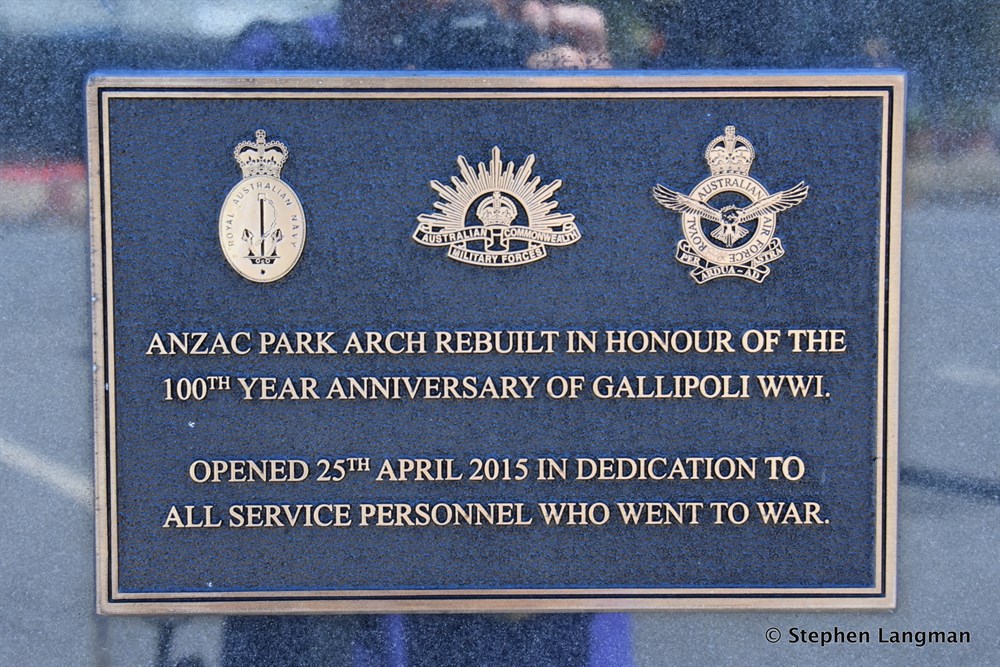 ROYAL AUSTRALIAN NAVY
AUSTRALIAN COMMONWEALTH
MILITARY FORCES
AUSTRALIAN
ROYAL AIR FORCE
PER ARDUA-AD ASTRA
ANZAC PARK ARCH REBUILT IN HONOUR OF THE
100TH YEAR ANNIVERSARY OF GALLIPOLI WWI.
OPENED 25TH APRIL 2015 IN DEDICATION TO
ALL SERVICE PERSONNEL WHO WENT TO WAR.
© Stephen Langman